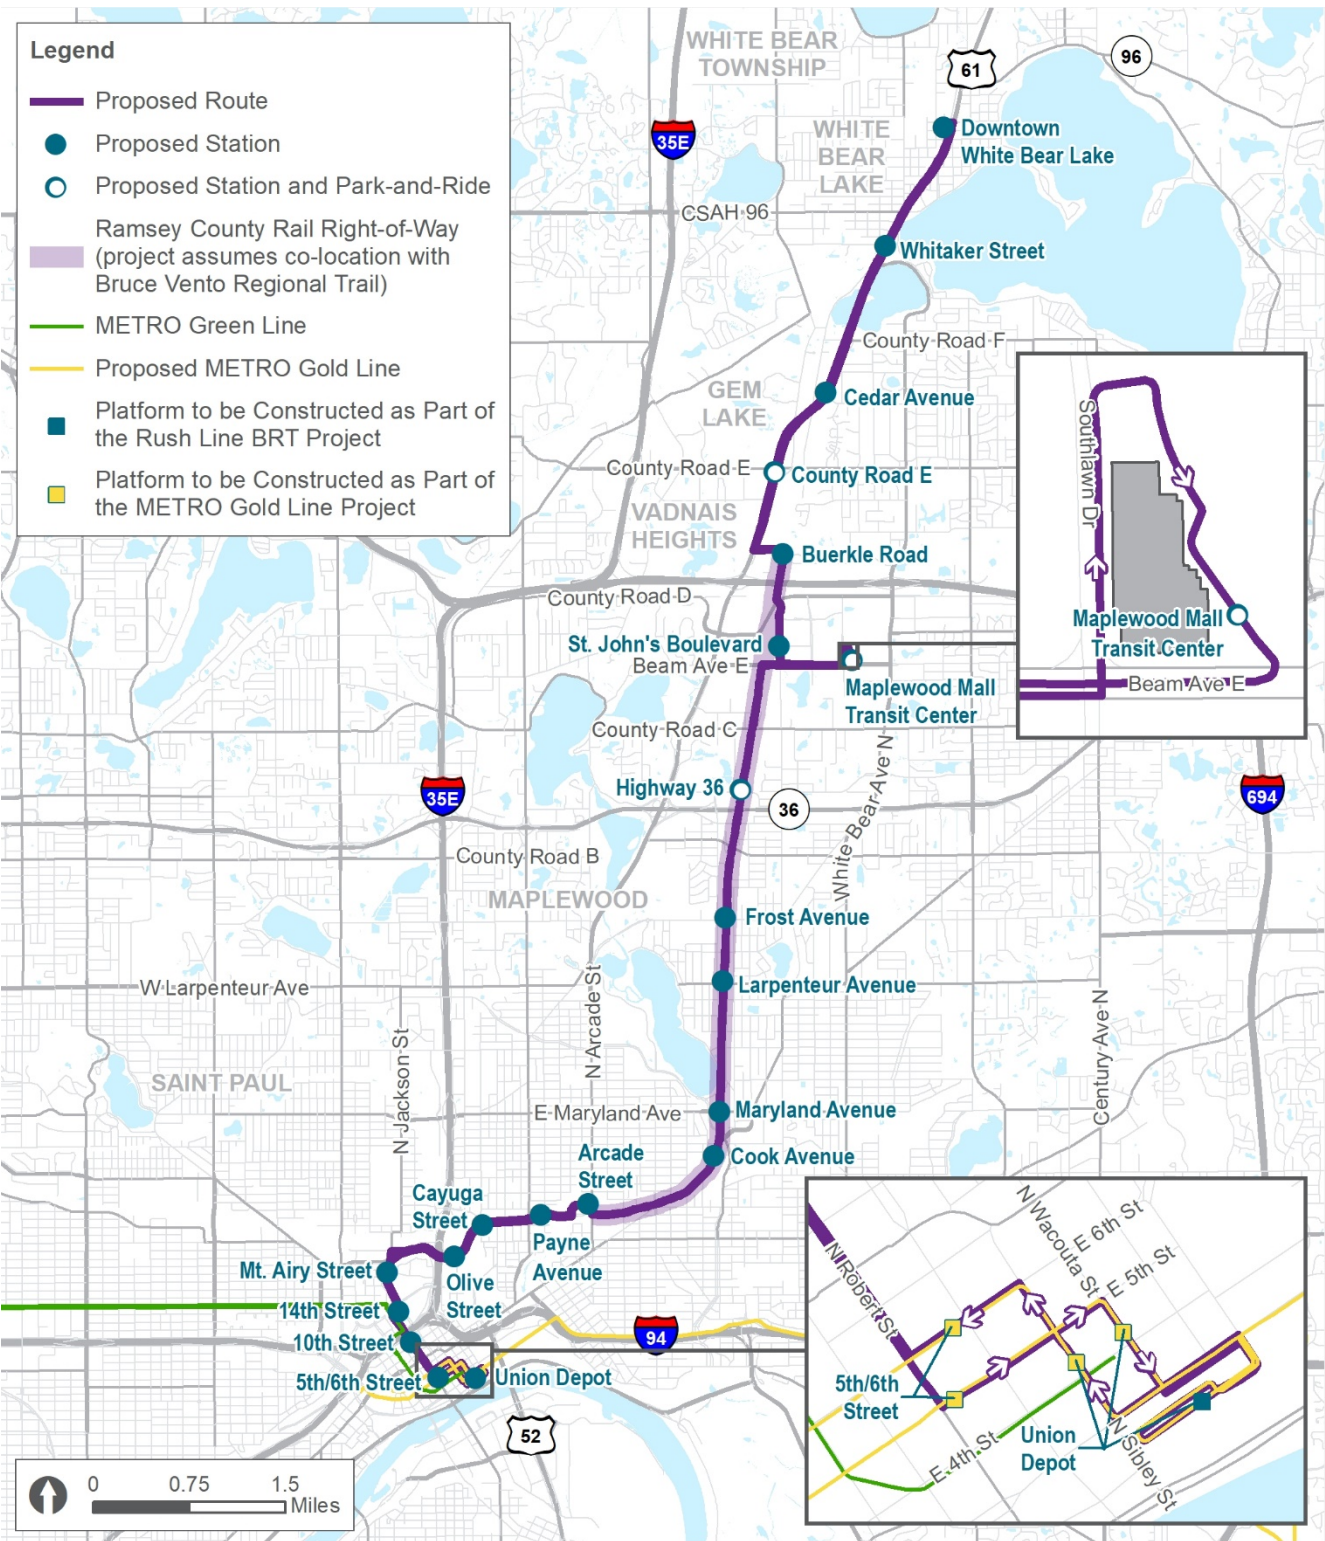 Legend
Proposed Route
Proposed Station
Proposed Station and Park-and-Ride
Ramsey County Rail Right-of-Way
(project assumes co-location with
Bruce Vento Regional Trail)
METRO Green Line
Proposed METRO Gold Line
Platform to be Constructed as Part of
the Rush Line BRT Project
Platform to be Constructed as Part of
the METRO Gold Line Project
WHITE BEAR
TOWNSHIP
61
96
35E
WHITE
BEAR
LAKE
Downtown
White Bear Lake
CSAH 96
Whitaker Street
County Road F
GEM
LAKE
Cedar Avenue
County Road E
County Road E
VADNAIS
HEIGHTS
Buerkle Road
County Road D
St. John's Boulevard
Beam Ave E
Maplewood Mall
Transit Center
Southlawn Dr
Maplewood Mall
Transit Center
Beam Ave E
County Road C
Highway 36
36
35E
694
White Bear Ave N
County Road B
MAPLEWOOD
Frost Avenue
W Larpenteur Ave
Larpenteur Avenue
N Arcade St
N Jackson St
Century Ave N
SAINT PAUL
E Maryland Ave
Maryland Avenue
Cook Avenue
Arcade
Street
Cayuga
Street
Payne
Avenue
Mt. Airy Street
Olive
Street
14th Street
10th Street
94
5th/6th Street
Union Depot
52
N Robert St
N Wacouta St
E 6th St
E 5th St
5th/6th
Street
E 4th St
Union
Depot
N Sibley St
0
0.75
1.5
Miles